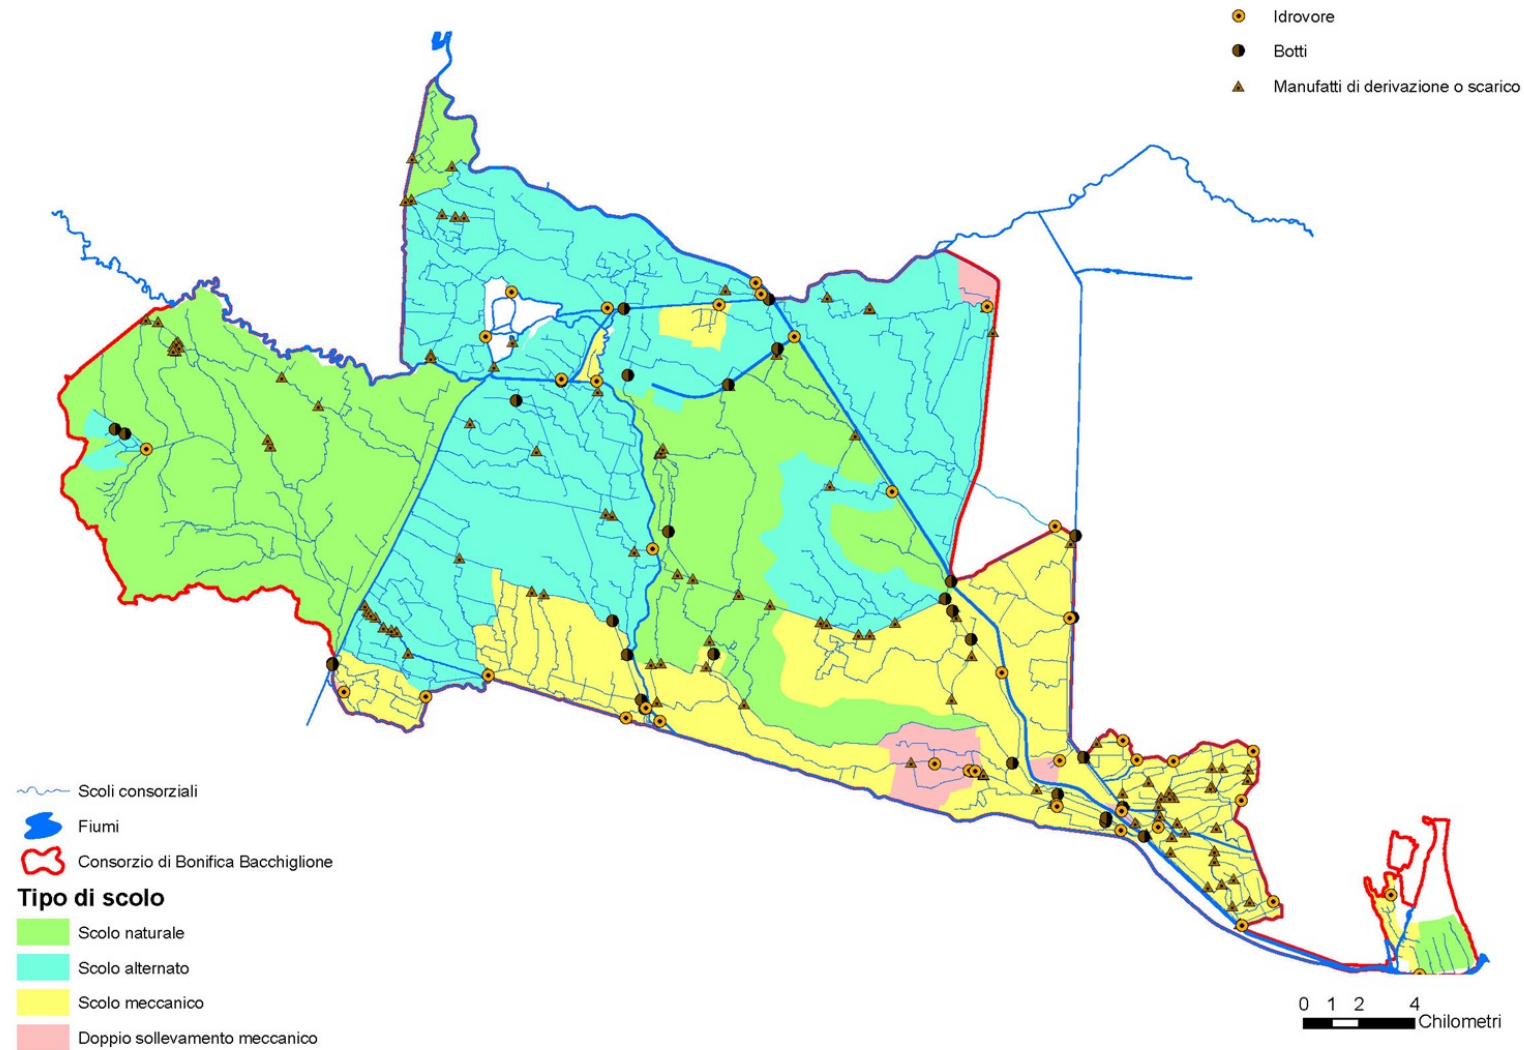 Idrovore
Botti
Manufatti di derivazione o scarico
Scoli consorziali
Fiumi
Consorzio di Bonifica Bacchiglione
Tipo di scolo
Scolo naturale
Scolo alternato
Scolo meccanico
Doppio sollevamento meccanico
0 1 2 4
Chilometri